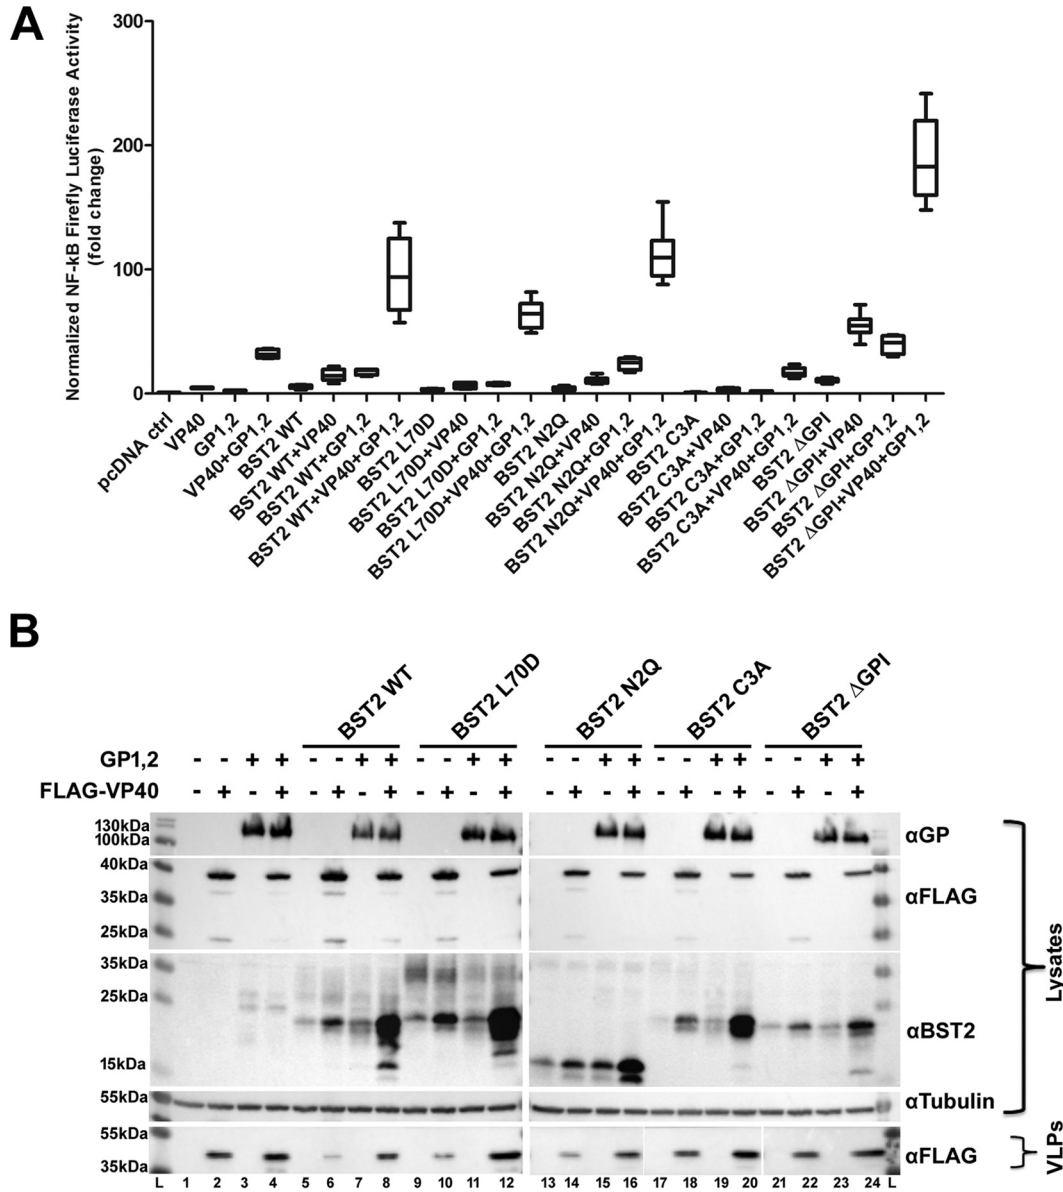 A
Normalized NF-kB Firefly Luciferase Activity
(fold change)
300
200
100
0
pcDNA ctrl
VP40
GP1,2
VP40+GP1,2
BST2 WT
BST2 WT+VP40
BST2 WT+GP1,2
BST2 WT+VP40+GP1,2
BST2 L70D
BST2 L70D+VP40
BST2 L70D+GP1,2
BST2 L70D+VP40+GP1,2
BST2 N2Q
BST2 N2Q+VP40
BST2 N2Q+GP1,2
BST2 N2Q+VP40+GP1,2
BST2 C3A
BST2 C3A+VP40
BST2 C3A+GP1,2
BST2 C3A+VP40+GP1,2
BST2 ΔGPI
BST2 ΔGPI+VP40
BST2 ΔGPI+GP1,2
BST2 ΔGPI+VP40+GP1,2
B
BST2 WT
BST2 L70D
BST2 N2Q
BST2 C3A
BST2 ΔGPI
GP1,2 - - + + - - + + - - + + - - + + - - + + - - + +
FLAG-VP40 - + - + - + - + - + - + - + - + - + - + - + - +
130kDa
100kDa
αGP
40kDa
35kDa
25kDa
αFLAG
35kDa
25kDa
15kDa
αBST2
55kDa
αTubulin
Lysates
55kDa
35kDa
αFLAG
VLPs
L 1 2 3 4 5 6 7 8 9 10 11 12 13 14 15 16 17 18 19 20 21 22 23 24 L